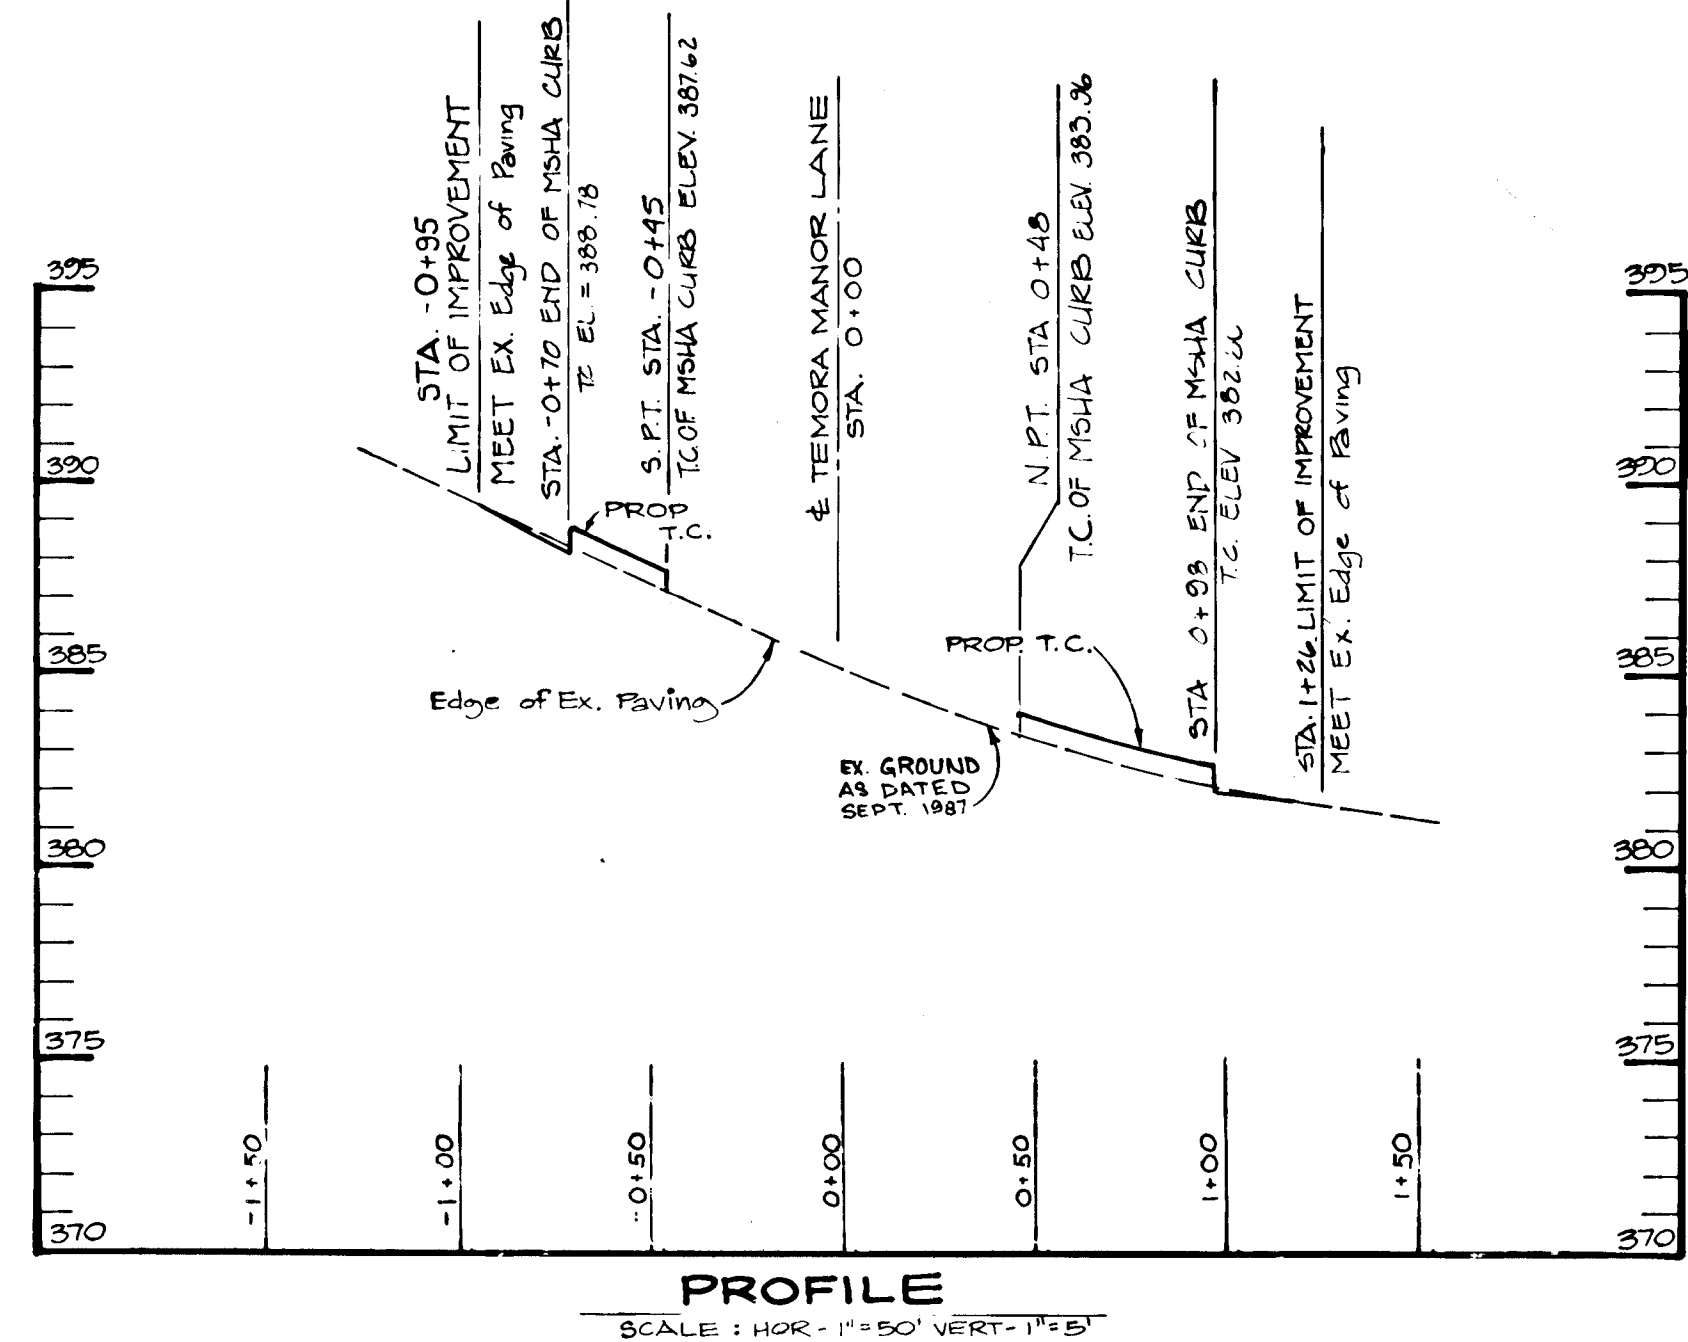 STA. -0+95
LIMIT OF IMPROVEMENT
MEET EX. Edge of Paving
STA. -0+70 END OF MSHA CURB
TC EL. = 388.78
S.P.T. STA. -0+45
T.C. OF MSHA CURB ELEV. 387.62
℄ TEMORA MANOR LANE
STA. 0+00
N.P.T. STA 0+48
T.C. OF MSHA CURB ELEV. 383.96
STA 0+98 END OF MSHA CURB
T.C. ELEV 382.
STA. 1+26 LIMIT OF IMPROVEMENT
MEET EX. Edge of Paving
395
390
385
380
375
370
395
390
385
380
375
370
PROP
T.C.
PROP. T.C.
Edge of Ex. Paving
EX. GROUND
AS DATED
SEPT. 1987
-1+50
-1+00
-0+50
0+00
0+50
1+00
1+50
PROFILE
SCALE : HOR - 1"=50' VERT - 1"=5'